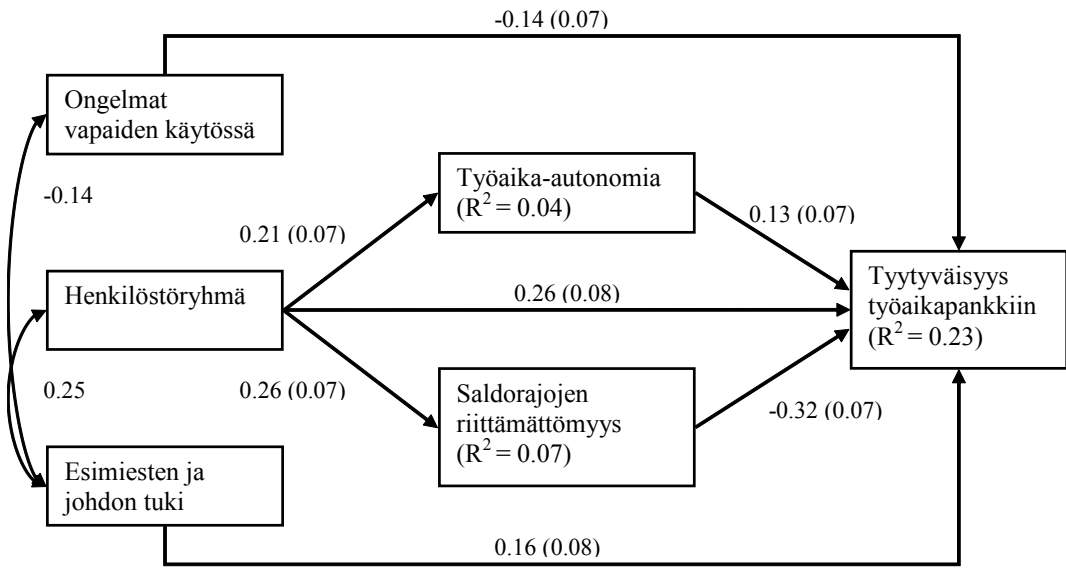 -0.14 (0.07)
Ongelmat
vapaiden käytössä
-0.14
Työaika-autonomia
(R² = 0.04)
0.21 (0.07)
0.13 (0.07)
Henkilöstöryhmä
0.26 (0.08)
Tyytyväisyys
työaikapankkiin
(R² = 0.23)
0.25
0.26 (0.07)
Saldorajojen
riittämättömyys
(R² = 0.07)
-0.32 (0.07)
Esimiesten ja
johdon tuki
0.16 (0.08)